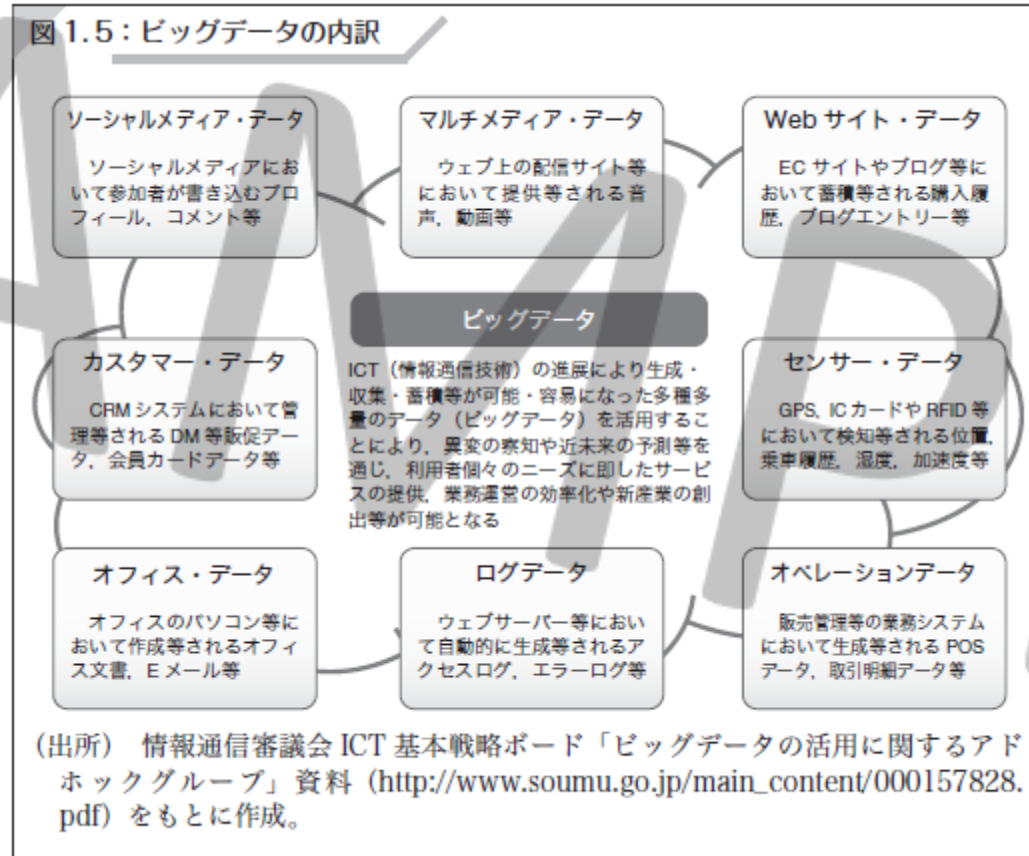 図 1.5：ビッグデータの内訳
ソーシャルメディア・データ
ソーシャルメディアにお
いて参加者が書き込むプロ
フィール，コメント等
マルチメディア・データ
ウェブ上の配信サイト等
において提供等される音
声，動画等
Web サイト・データ
EC サイトやブログ等に
おいて蓄積等される購入履
歴，ブログエントリー等
カスタマー・データ
CRM システムにおいて管
理等される DM 等販促デー
タ，会員カードデータ等
ビッグデータ
ICT（情報通信技術）の進展により生成・
収集・蓄積等が可能・容易になった多種多
量のデータ（ビッグデータ）を活用するこ
とにより，異変の察知や近未来の予測等を
通じ，利用者個々のニーズに即したサービ
スの提供，業務運営の効率化や新産業の創
出等が可能となる
センサー・データ
GPS，IC カードや RFID 等
において検知等される位置，
乗車履歴，温度，加速度等
オフィス・データ
オフィスのパソコン等に
おいて作成等されるオフィ
ス文書，E メール等
ログデータ
ウェブサーバー等におい
て自動的に生成等されるア
クセスログ，エラーログ等
オペレーションデータ
販売管理等の業務システム
において生成等される POS
データ，取引明細データ等
（出所） 情報通信審議会 ICT 基本戦略ボード「ビッグデータの活用に関するアド
ホックグループ」資料（http://www.soumu.go.jp/main_content/000157828.
pdf）をもとに作成。
AMP